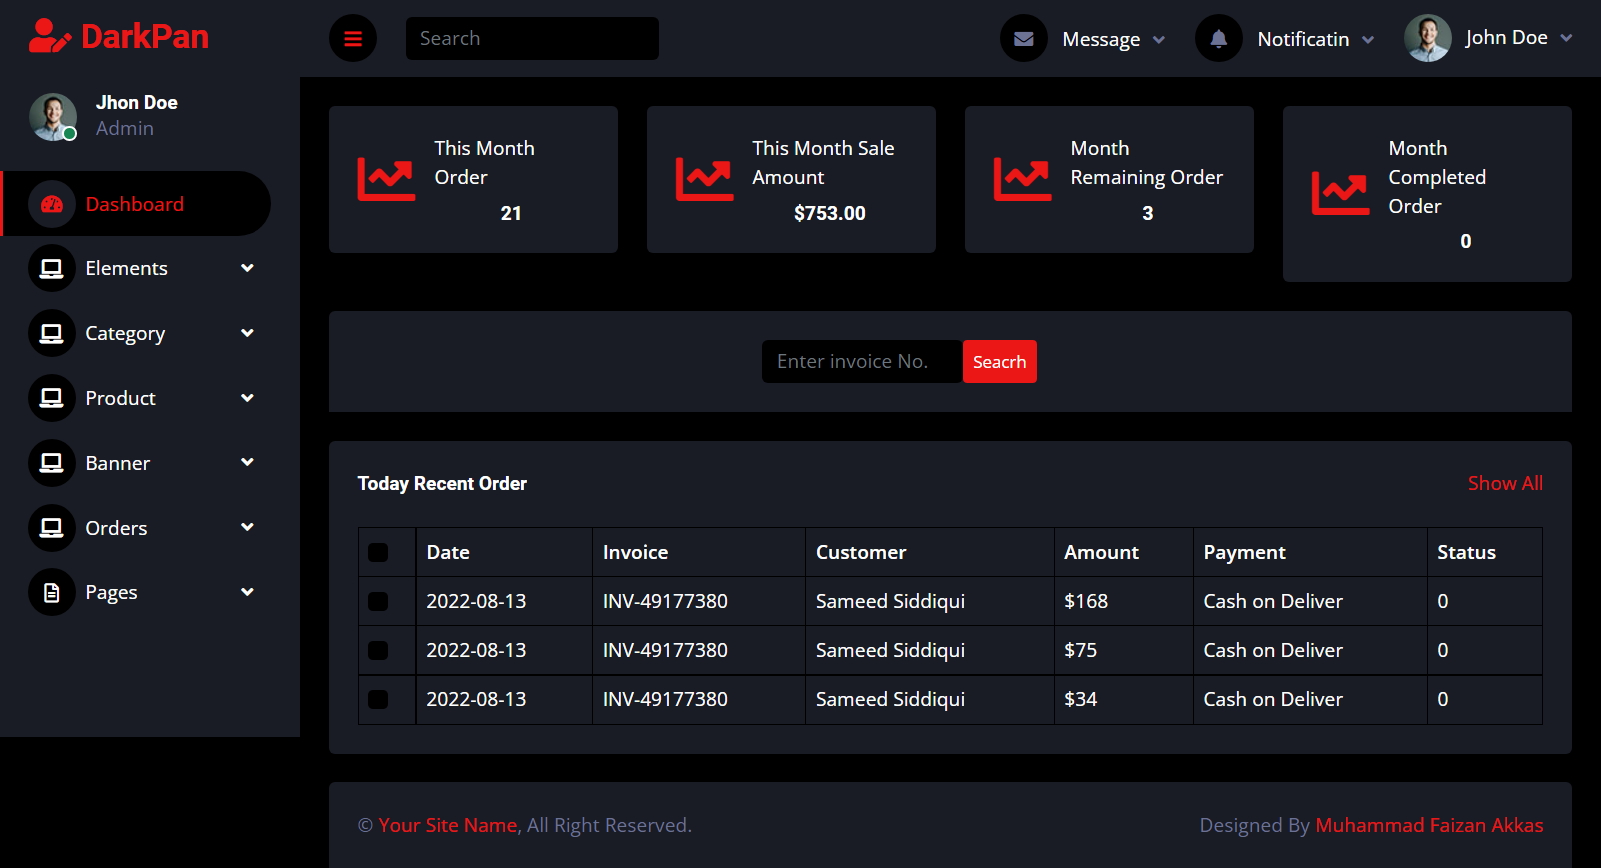 DarkPan
Search
Message
Notificatin
John Doe
Jhon Doe
Admin
Dashboard
Elements
Category
Product
Banner
Orders
Pages
This Month
Order
21
This Month Sale
Amount
$753.00
Month
Remaining Order
3
Month
Completed
Order
0
Enter invoice No.
Seacrh
Today Recent Order
Show All
Date Invoice Customer Amount Payment Status
2022-08-13 INV-49177380 Sameed Siddiqui $168 Cash on Deliver 0
2022-08-13 INV-49177380 Sameed Siddiqui $75 Cash on Deliver 0
2022-08-13 INV-49177380 Sameed Siddiqui $34 Cash on Deliver 0
© Your Site Name, All Right Reserved.
Designed By Muhammad Faizan Akkas